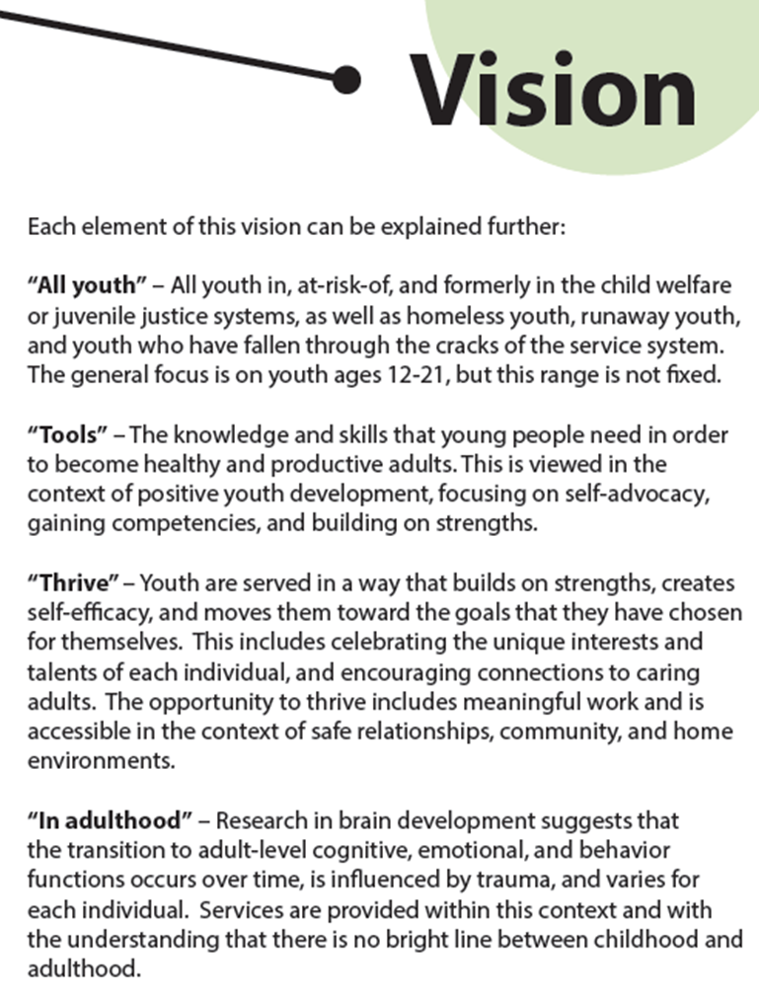 Vision
Each element of this vision can be explained further:
“All youth” – All youth in, at-risk-of, and formerly in the child welfare
or juvenile justice systems, as well as homeless youth, runaway youth,
and youth who have fallen through the cracks of the service system.
The general focus is on youth ages 12-21, but this range is not fixed.
“Tools” – The knowledge and skills that young people need in order
to become healthy and productive adults. This is viewed in the
context of positive youth development, focusing on self-advocacy,
gaining competencies, and building on strengths.
“Thrive” – Youth are served in a way that builds on strengths, creates
self-efficacy, and moves them toward the goals that they have chosen
for themselves. This includes celebrating the unique interests and
talents of each individual, and encouraging connections to caring
adults. The opportunity to thrive includes meaningful work and is
accessible in the context of safe relationships, community, and home
environments.
“In adulthood” – Research in brain development suggests that
the transition to adult-level cognitive, emotional, and behavior
functions occurs over time, is influenced by trauma, and varies for
each individual. Services are provided within this context and with
the understanding that there is no bright line between childhood and
adulthood.